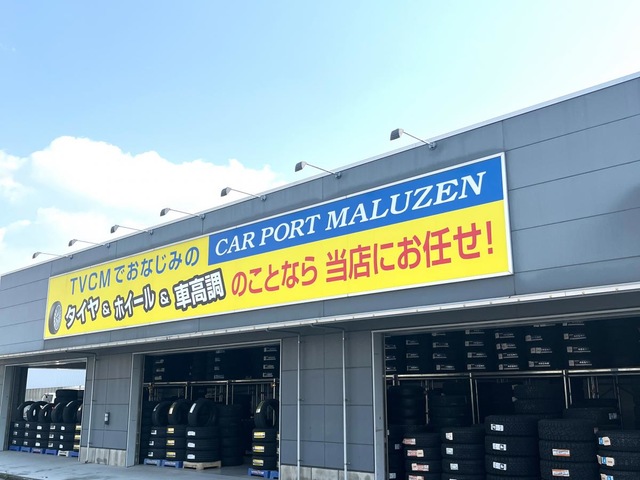 TVCMでおなじみの
CAR PORT MALUZEN
タイヤ&ホイール&車高調のことなら当店にお任せ!